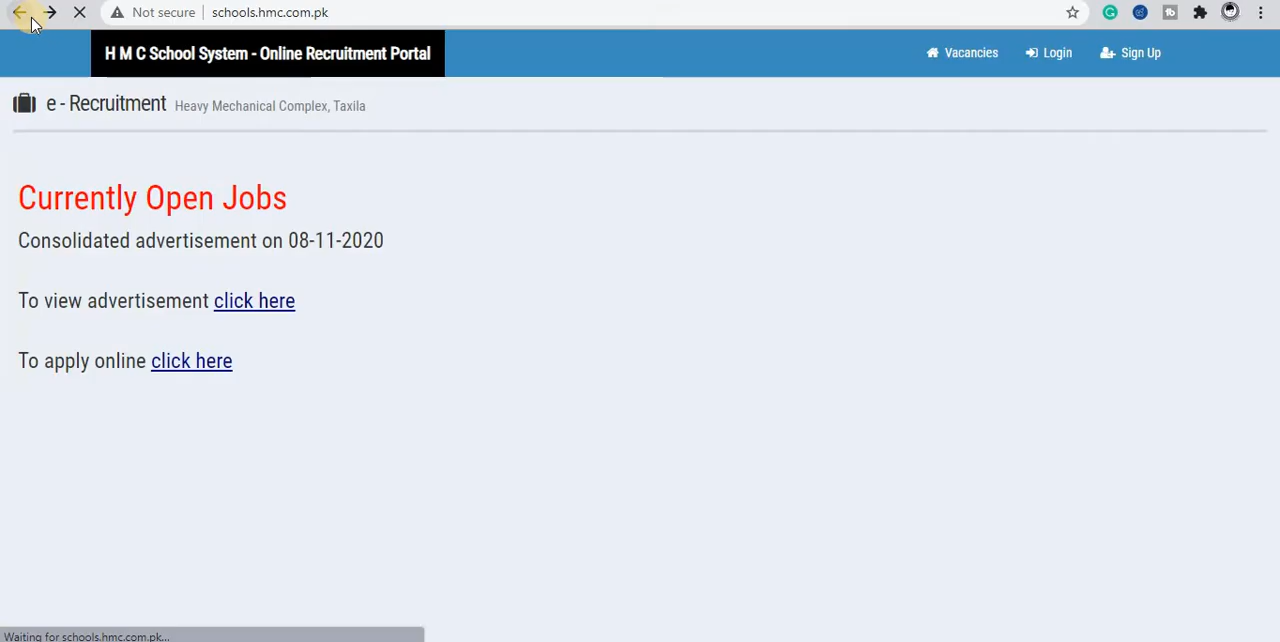 Not secure | schools.hmc.com.pk
H M C School System - Online Recruitment Portal
Vacancies
Login
Sign Up
e - Recruitment Heavy Mechanical Complex, Taxila
Currently Open Jobs
Consolidated advertisement on 08-11-2020
To view advertisement click here
To apply online click here
Waiting for schools.hmc.com.pk...